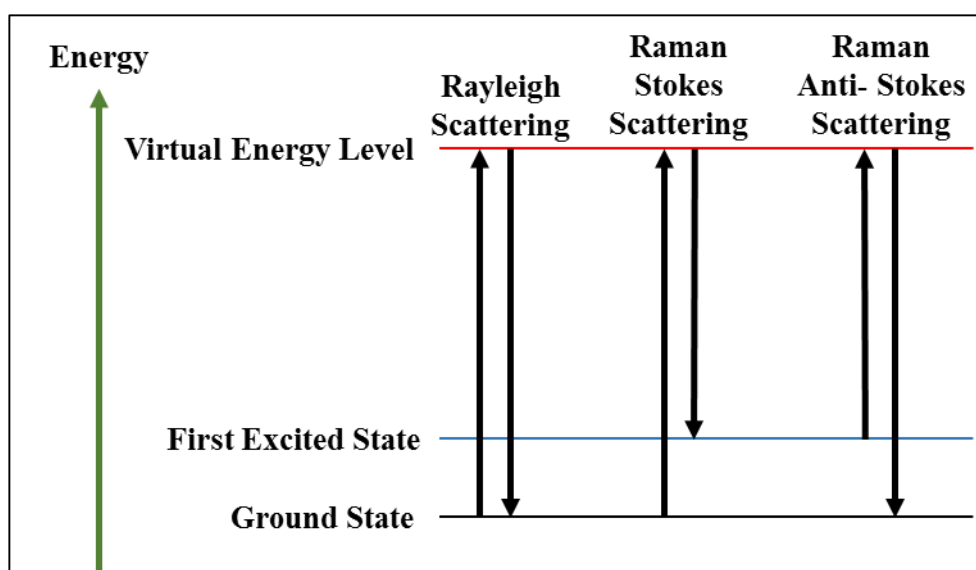 Energy
Rayleigh
Scattering
Raman
Stokes
Scattering
Raman
Anti- Stokes
Scattering
Virtual Energy Level
First Excited State
Ground State